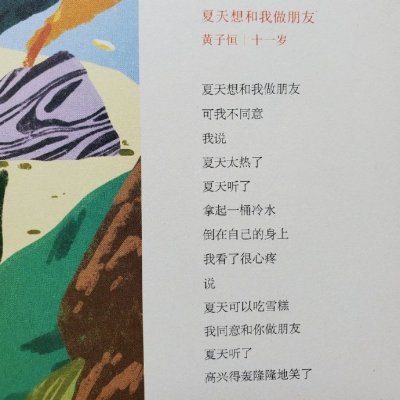 夏天想和我做朋友
黄子恒｜十一岁
夏天想和我做朋友
可我不同意
我说
夏天太热了
夏天听了
拿起一桶冷水
倒在自己的身上
我看了很心疼
说
夏天可以吃雪糕
我同意和你做朋友
夏天听了
高兴得轰隆隆地笑了